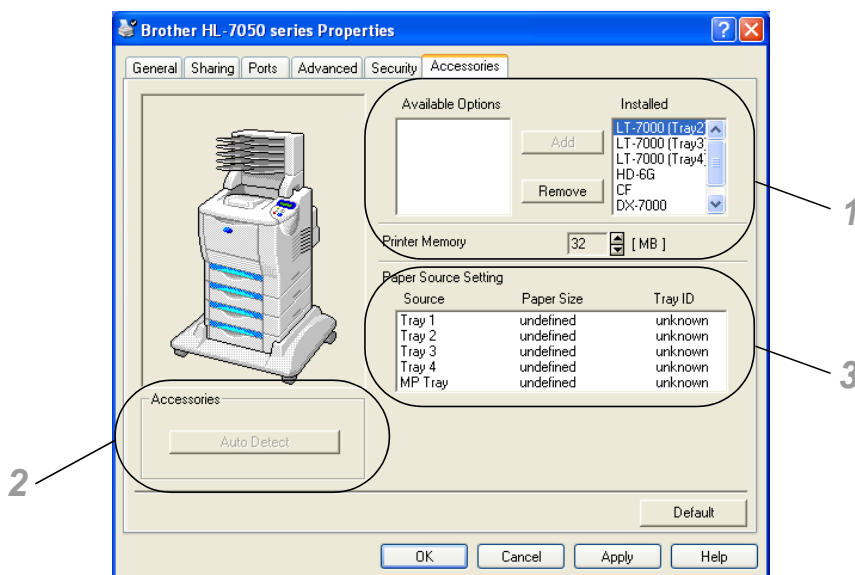 Brother HL-7050 series Properties
General Sharing Ports Advanced Security Accessories
Available Options Installed
Add
Remove
LT-7000 (Tray2)
LT-7000 (Tray3)
LT-7000 (Tray4)
HD-6G
CF
DX-7000
1
Printer Memory 32 [ MB ]
Paper Source Setting
Source Paper Size Tray ID
Tray 1 undefined unknown
Tray 2 undefined unknown
Tray 3 undefined unknown
Tray 4 undefined unknown
MP Tray undefined unknown
3
Accessories
Auto Detect
2
Default
OK Cancel Apply Help